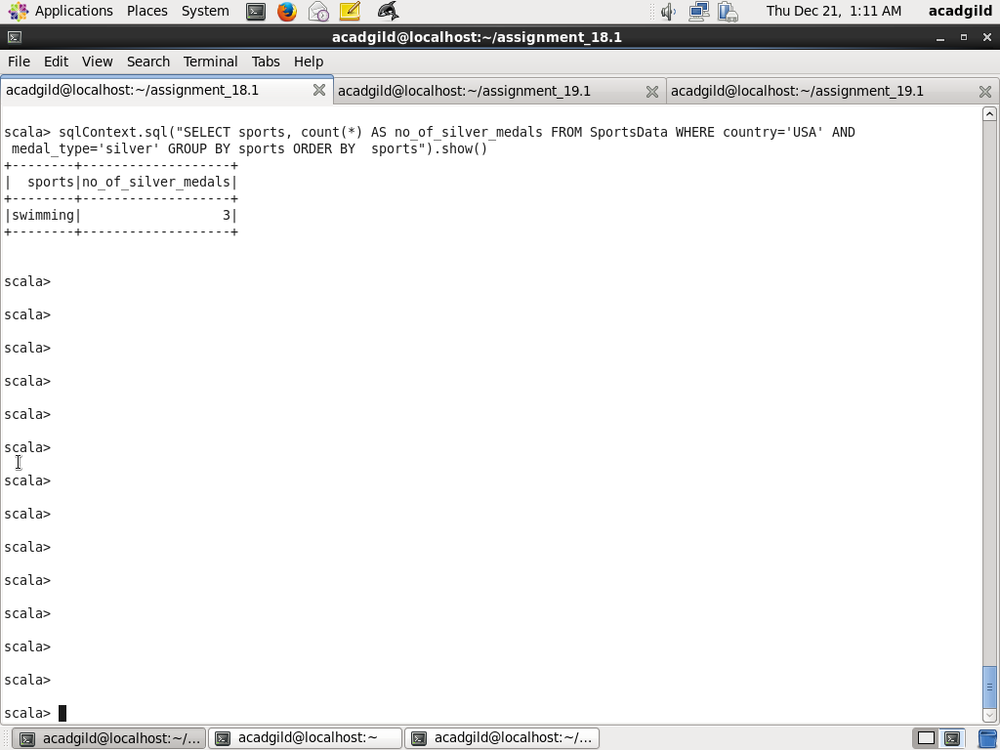 Applications Places System Thu Dec 21, 1:11 AM acadgild
acadgild@localhost:~/assignment_18.1
File Edit View Search Terminal Tabs Help
acadgild@localhost:~/assignment_18.1 acadgild@localhost:~/assignment_19.1 acadgild@localhost:~/assignment_19.1
scala> sqlContext.sql("SELECT sports, count(*) AS no_of_silver_medals FROM SportsData WHERE country='USA' AND
 medal_type='silver' GROUP BY sports ORDER BY  sports").show()
+--------+-------------------+
|  sports|no_of_silver_medals|
+--------+-------------------+
|swimming|                  3|
+--------+-------------------+
scala>
scala>
scala>
scala>
scala>
scala>
scala>
scala>
scala>
scala>
scala>
scala>
scala>
scala>
acadgild@localhost:~/... acadgild@localhost:~ acadgild@localhost:~/...